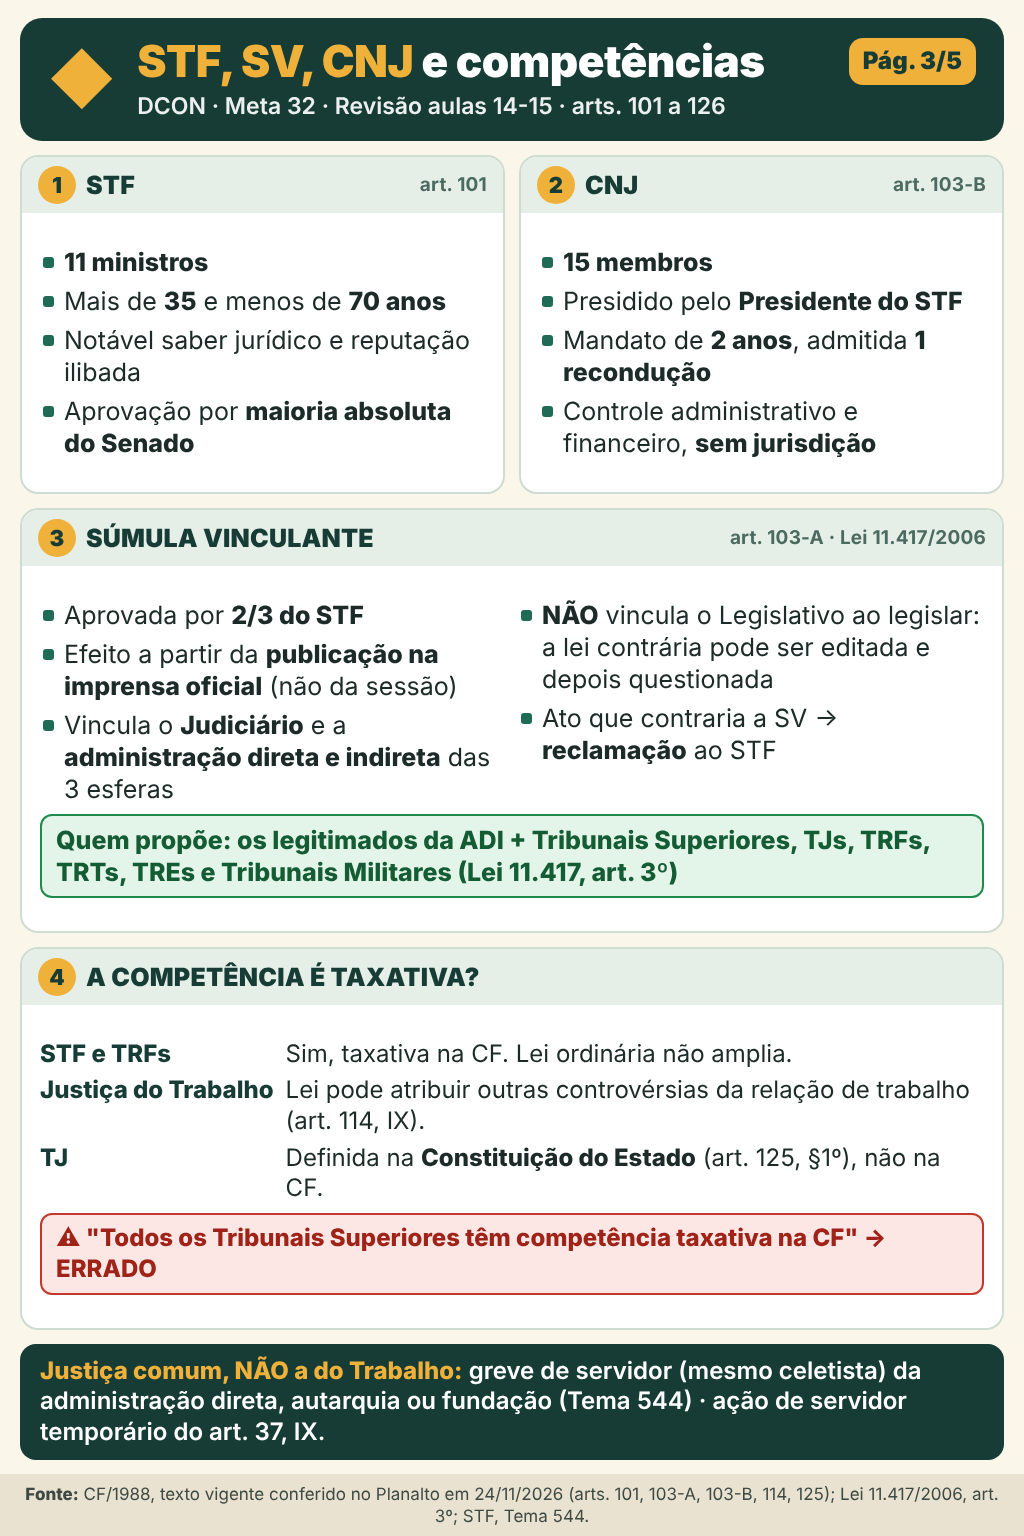 STF, SV, CNJ e competências
Pág. 3/5
DCON · Meta 32 · Revisão aulas 14-15 · arts. 101 a 126
1 STF art. 101
11 ministros
Mais de 35 e menos de 70 anos
Notável saber jurídico e reputação
ilibada
Aprovação por maioria absoluta
do Senado
2 CNJ art. 103-B
15 membros
Presidido pelo Presidente do STF
Mandato de 2 anos, admitida 1
recondução
Controle administrativo e
financeiro, sem jurisdição
3 SÚMULA VINCULANTE art. 103-A · Lei 11.417/2006
Aprovada por 2/3 do STF
Efeito a partir da publicação na
imprensa oficial (não da sessão)
Vincula o Judiciário e a
administração direta e indireta das
3 esferas
NÃO vincula o Legislativo ao legislar:
a lei contrária pode ser editada e
depois questionada
Ato que contraria a SV →
reclamação ao STF
Quem propõe: os legitimados da ADI + Tribunais Superiores, TJs, TRFs,
TRTs, TREs e Tribunais Militares (Lei 11.417, art. 3º)
4 A COMPETÊNCIA É TAXATIVA?
STF e TRFs Sim, taxativa na CF. Lei ordinária não amplia.
Justiça do Trabalho Lei pode atribuir outras controvérsias da relação de trabalho
(art. 114, IX).
TJ Definida na Constituição do Estado (art. 125, §1º), não na
CF.
⚠ "Todos os Tribunais Superiores têm competência taxativa na CF" →
ERRADO
Justiça comum, NÃO a do Trabalho: greve de servidor (mesmo celetista) da
administração direta, autarquia ou fundação (Tema 544) · ação de servidor
temporário do art. 37, IX.
Fonte: CF/1988, texto vigente conferido no Planalto em 24/11/2026 (arts. 101, 103-A, 103-B, 114, 125); Lei 11.417/2006, art.
3º; STF, Tema 544.